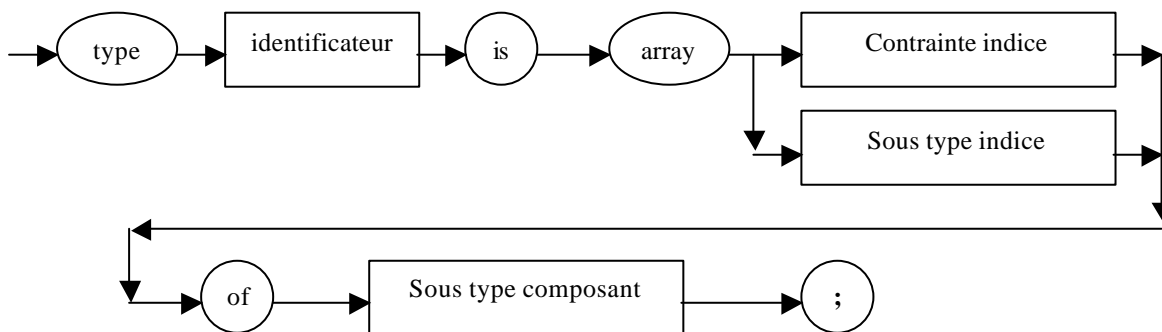 type identificateur is array Contrainte indice
Sous type indice
of Sous type composant ;